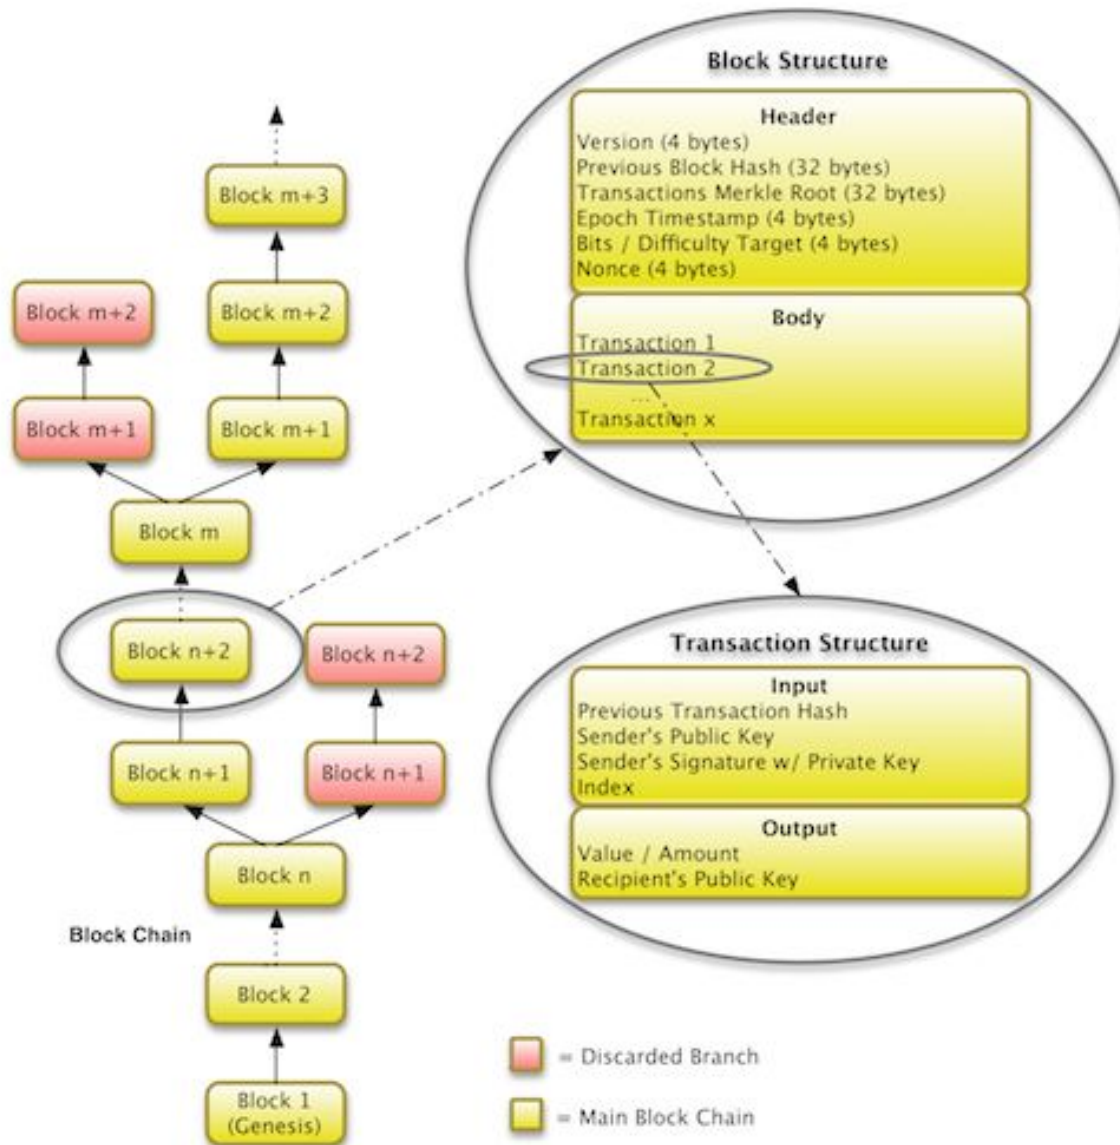 Block Structure
Header
Version (4 bytes)
Previous Block Hash (32 bytes)
Transactions Merkle Root (32 bytes)
Epoch Timestamp (4 bytes)
Bits / Difficulty Target (4 bytes)
Nonce (4 bytes)
Body
Transaction 1
Transaction 2
...
Transaction x
Block m+3
Block m+2
Block m+2
Block m+1
Block m+1
Block m
Block n+2
Block n+2
Block n+1
Block n+1
Block n
Block Chain
Block 2
Block 1
(Genesis)
Transaction Structure
Input
Previous Transaction Hash
Sender's Public Key
Sender's Signature w/ Private Key
Index
Output
Value / Amount
Recipient's Public Key
= Discarded Branch
= Main Block Chain